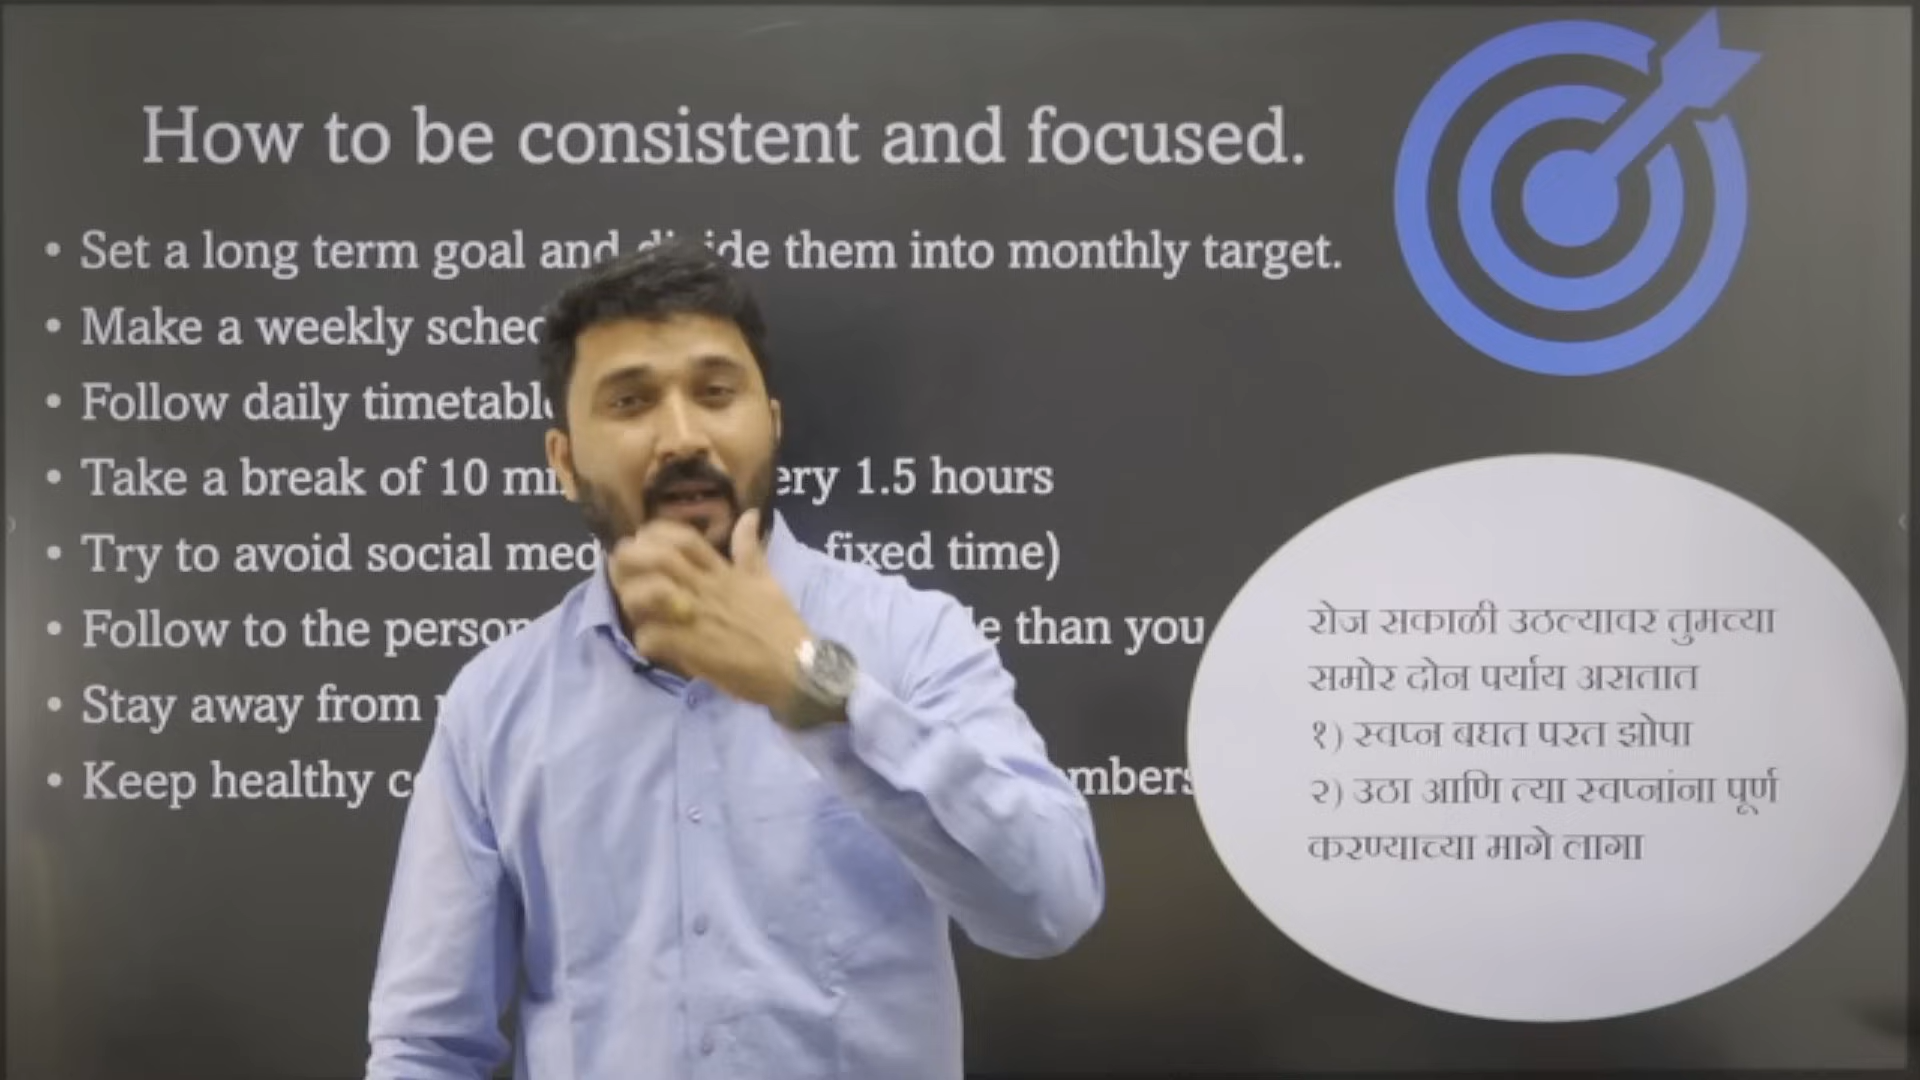 How to be consistent and focused.
• Set a long term goal and divide them into monthly target.
• Make a weekly
• Follow daily
• Take a break of 10 1.5 hours
• Try to avoid social fixed time)
• Follow to the than you
• Stay away from
• Keep healthy
रोज सकाळी उठल्यावर तुमच्या
समोर दोन पर्याय असतात
१) स्वप्न बघत परत झोपा
२) उठा आणि त्या स्वप्नांना पूर्ण
करण्याच्या मागे लागा